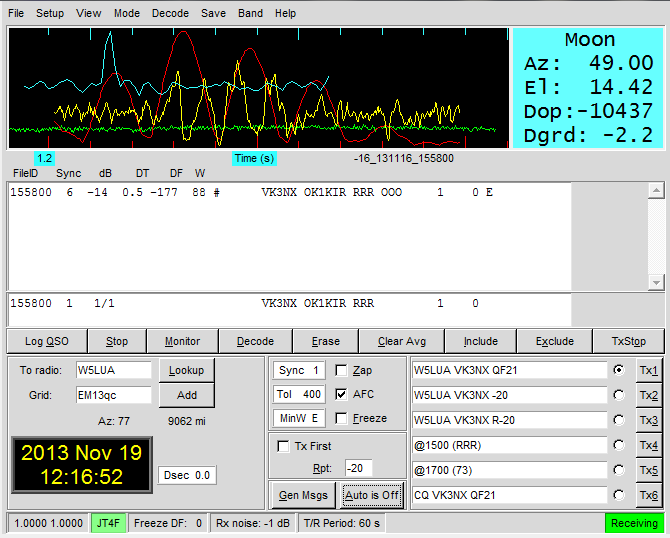 File Setup View Mode Decode Save Band Help
Moon
Az: 49.00
El: 14.42
Dop:-10437
Dgrd: -2.2
1.2 Time (s) -16_131116_155800
FileID Sync dB DT DF W
155800 6 -14 0.5 -177 88 # VK3NX OK1KIR RRR OOO 1 0 E
155800 1 1/1 VK3NX OK1KIR RRR 1 0
Log QSO Stop Monitor Decode Erase Clear Avg Include Exclude TxStop
To radio: W5LUA Lookup
Grid: EM13qc Add
Az: 77 9062 mi
2013 Nov 19
12:16:52
Dsec 0.0
Sync 1 Zap
Tol 400 AFC
MinW E Freeze
Tx First
Rpt: -20
Gen Msgs Auto is Off
W5LUA VK3NX QF21 Tx1
W5LUA VK3NX -20 Tx2
W5LUA VK3NX R-20 Tx3
@1500 (RRR) Tx4
@1700 (73) Tx5
CQ VK3NX QF21 Tx6
1.0000 1.0000 JT4F Freeze DF: 0 Rx noise: -1 dB T/R Period: 60 s Receiving